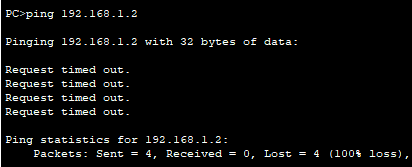 PC>ping 192.168.1.2
Pinging 192.168.1.2 with 32 bytes of data:
Request timed out.
Request timed out.
Request timed out.
Request timed out.
Ping statistics for 192.168.1.2:
Packets: Sent = 4, Received = 0, Lost = 4 (100% loss),